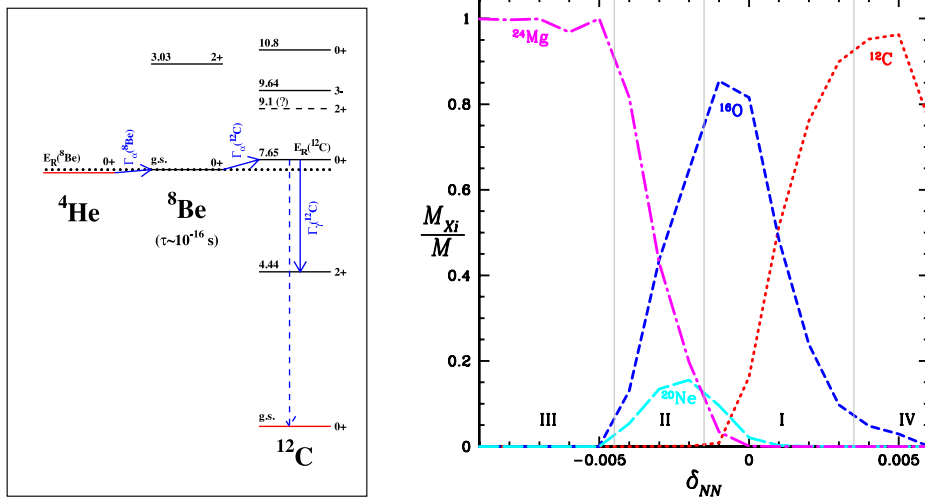 10.8 0+
3.03 2+
9.64 3-
9.1 (?) 2+
E_R(⁸Be) 0+
Γ_α(⁸Be)
g.s. 0+
Γ_α(¹²C)
7.65 E_R(¹²C) 0+
⁴He
⁸Be
(τ~10⁻¹⁶ s)
Γ_γ(¹²C)
4.44 2+
g.s. 0+
¹²C
M_Xi
M
1
0.8
0.6
0.4
0.2
0
²⁴Mg
¹⁶O
¹²C
²⁰Ne
III II I IV
−0.005 0 0.005
δ_NN